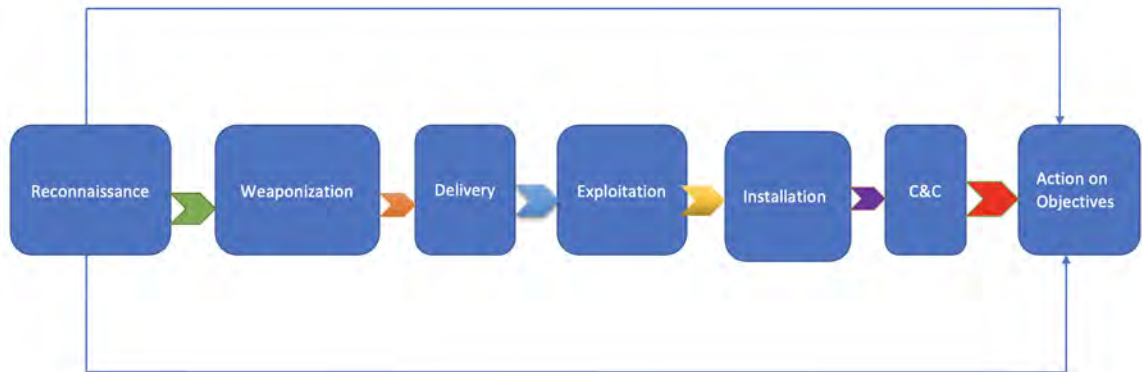 Reconnaissance
Weaponization
Delivery
Exploitation
Installation
C&C
Action on
Objectives